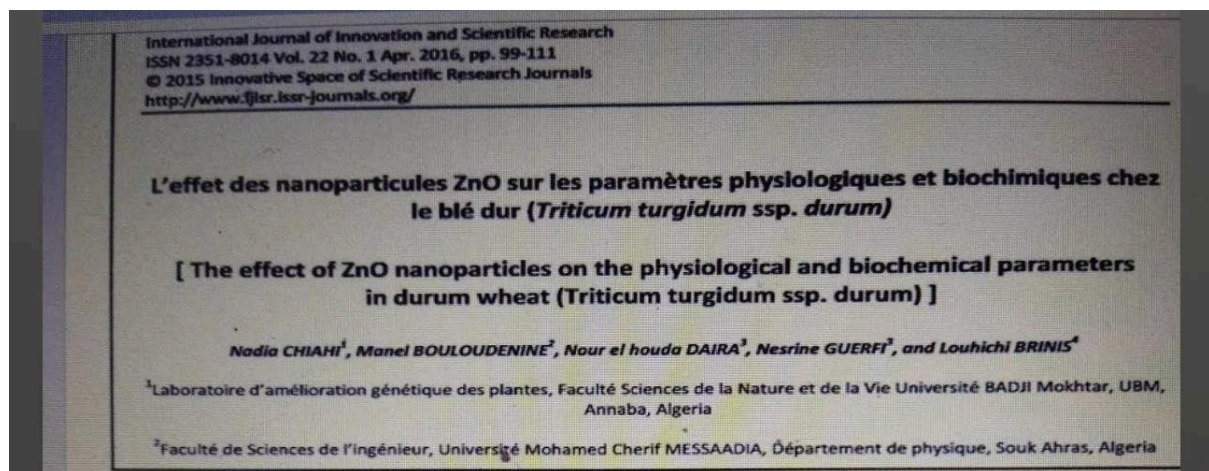 International Journal of Innovation and Scientific Research
ISSN 2351-8014 Vol. 22 No. 1 Apr. 2016, pp. 99-111
© 2015 Innovative Space of Scientific Research Journals
http://www.ijisr.issr-journals.org/
L'effet des nanoparticules ZnO sur les paramètres physiologiques et biochimiques chez
le blé dur (Triticum turgidum ssp. durum)
[ The effect of ZnO nanoparticles on the physiological and biochemical parameters
in durum wheat (Triticum turgidum ssp. durum) ]
Nadia CHIAHI¹, Manel BOULOUDENINE², Nour el houda DAIRA³, Nesrine GUERFI³, and Louhichi BRINIS⁴
¹Laboratoire d'amélioration génétique des plantes, Faculté Sciences de la Nature et de la Vie Université BADJI Mokhtar, UBM,
Annaba, Algeria
²Faculté de Sciences de l'ingénieur, Université Mohamed Cherif MESSAADIA, Département de physique, Souk Ahras, Algeria